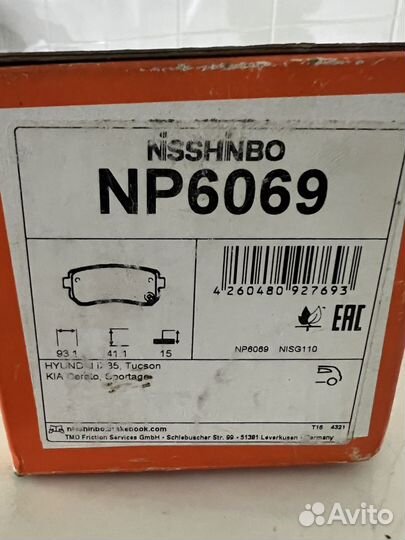 NISSHINBO
NP6069
4 260480 927693
EAC
93.1 41.1 15
NP6069 NISG110
HYUNDAI IX35, Tucson
KIA Cerato, Sportage
nisshinbo.brakebook.com
T16 4321
TMD Friction Services GmbH - Schlebuscher Str. 99 - 51381 Leverkusen - Germany
Avito